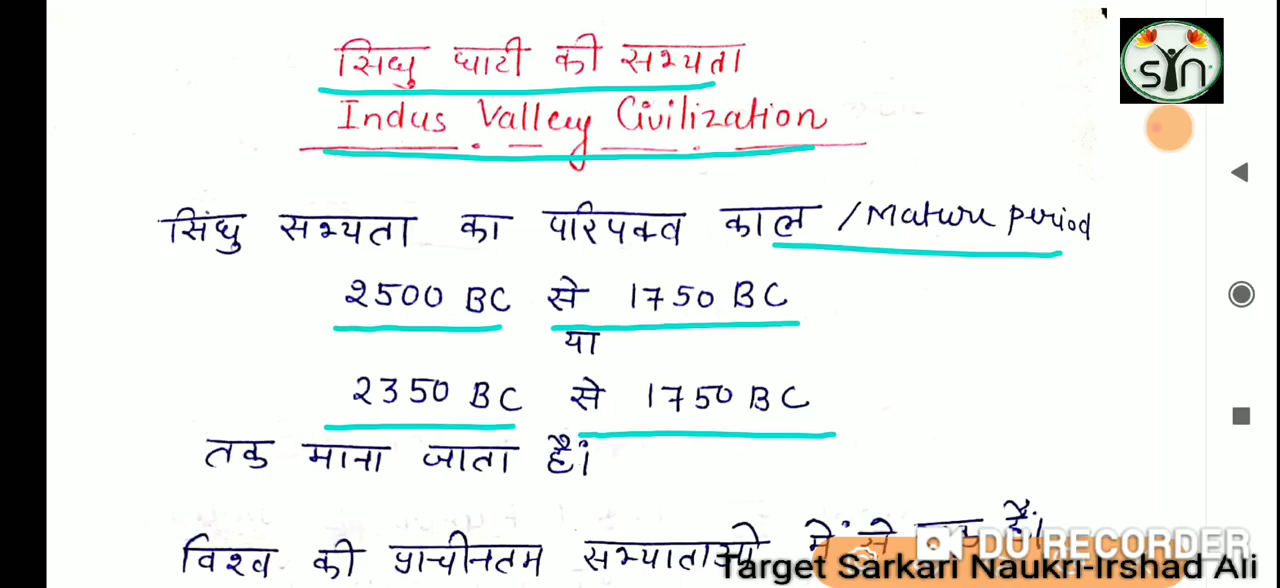 सिंधु घाटी की सभ्यता
Indus Valley Civilization
सिंधु सभ्यता का परिपक्व काल /Mature period
2500 BC से 1750 BC
या
2350 BC से 1750 BC
तक माना जाता है।
विश्व की प्राचीनतम सभ्याताओ में से है।
SYN
DU RECORDER
Target Sarkari Naukri-Irshad Ali